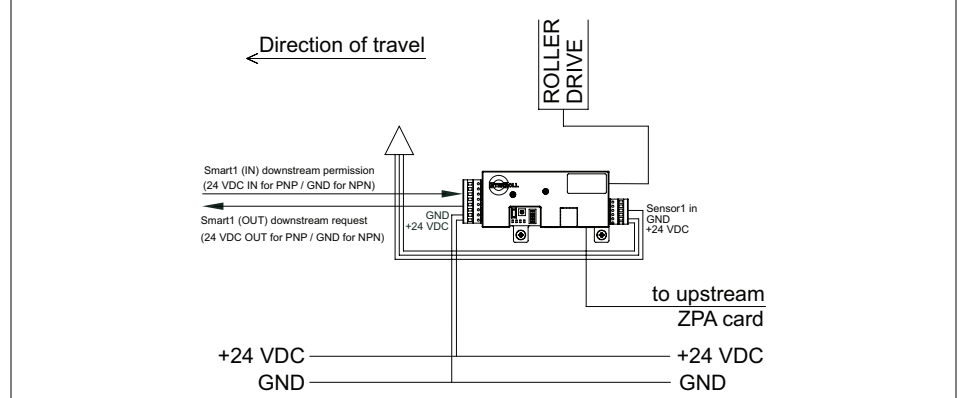 Direction of travel
ROLLER
DRIVE
Smart1 (IN) downstream permission
(24 VDC IN for PNP / GND for NPN)
Smart1 (OUT) downstream request
(24 VDC OUT for PNP / GND for NPN)
GND
+24 VDC
Sensor1 in
GND
+24 VDC
to upstream
ZPA card
+24 VDC
+24 VDC
GND
GND